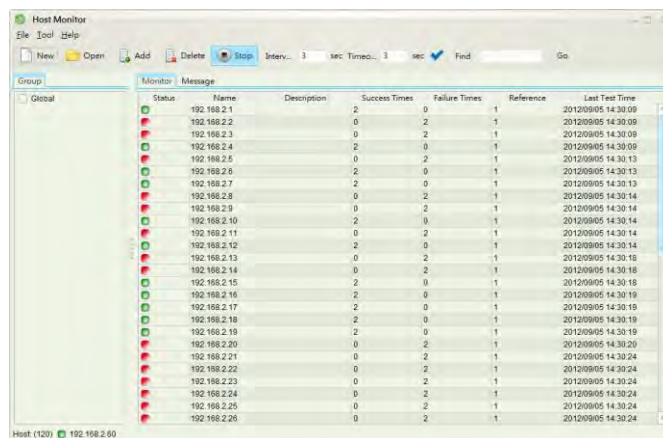 Host Monitor
File Tool Help
New Open Add Delete Stop Interv... 3 sec Timeo... 3 sec Find Go
Group Monitor Message
Global
Status Name Description Success Times Failure Times Reference Last Test Time
192.168.2.1 2 0 1 2012/09/05 14:30:09
192.168.2.2 0 2 1 2012/09/05 14:30:09
192.168.2.3 0 2 1 2012/09/05 14:30:09
192.168.2.4 2 0 1 2012/09/05 14:30:09
192.168.2.5 0 2 1 2012/09/05 14:30:13
192.168.2.6 2 0 1 2012/09/05 14:30:13
192.168.2.7 2 0 1 2012/09/05 14:30:13
192.168.2.8 0 2 1 2012/09/05 14:30:14
192.168.2.9 0 2 1 2012/09/05 14:30:14
192.168.2.10 2 0 1 2012/09/05 14:30:14
192.168.2.11 0 2 1 2012/09/05 14:30:14
192.168.2.12 2 0 1 2012/09/05 14:30:14
192.168.2.13 0 2 1 2012/09/05 14:30:18
192.168.2.14 0 2 1 2012/09/05 14:30:18
192.168.2.15 2 0 1 2012/09/05 14:30:18
192.168.2.16 2 0 1 2012/09/05 14:30:19
192.168.2.17 2 0 1 2012/09/05 14:30:19
192.168.2.18 2 0 1 2012/09/05 14:30:19
192.168.2.19 2 0 1 2012/09/05 14:30:19
192.168.2.20 0 2 1 2012/09/05 14:30:20
192.168.2.21 0 2 1 2012/09/05 14:30:24
192.168.2.22 0 2 1 2012/09/05 14:30:24
192.168.2.23 0 2 1 2012/09/05 14:30:24
192.168.2.24 0 2 1 2012/09/05 14:30:24
192.168.2.25 0 2 1 2012/09/05 14:30:24
192.168.2.26 0 2 1 2012/09/05 14:30:24
Host: (120) 192.168.2.60